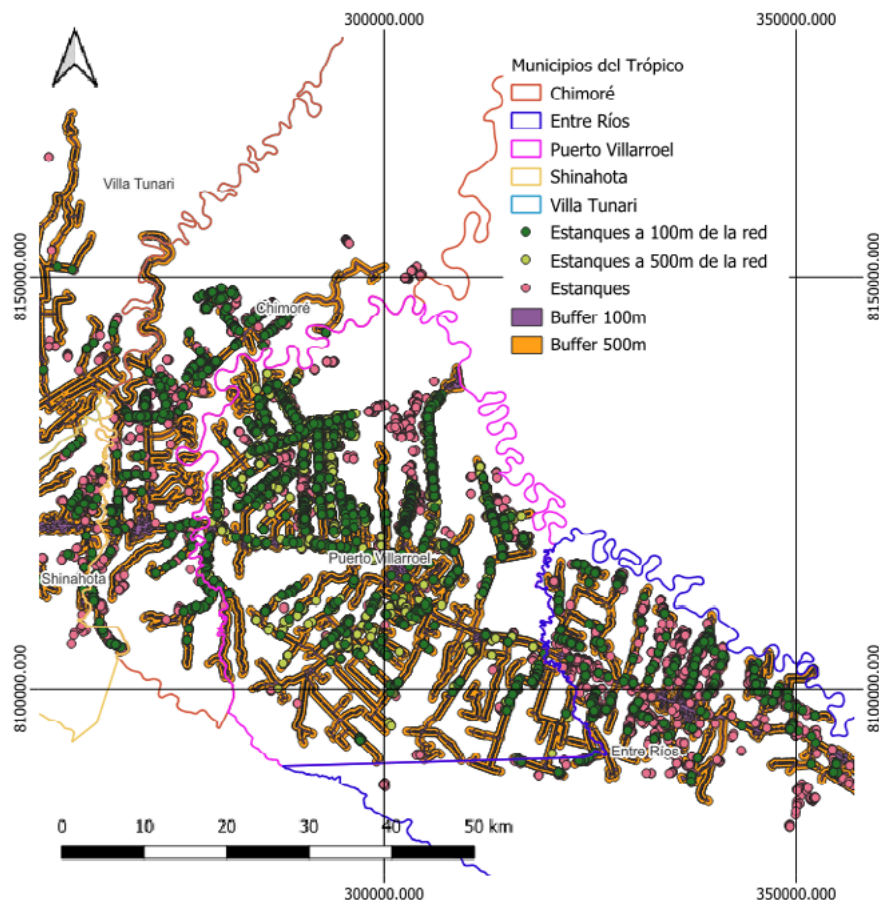 300000.000
350000.000
Municipios del Trópico
Chimoré
Entre Ríos
Puerto Villarroel
Shinahota
Villa Tunari
Estanques a 100m de la red
Estanques a 500m de la red
Estanques
Buffer 100m
Buffer 500m
Villa Tunari
8150000.000
8150000.000
Chimoré
Puerto Villarroel
Shinahota
8100000.000
8100000.000
Entre Ríos
0 10 20 30 40 50 km
300000.000
350000.000